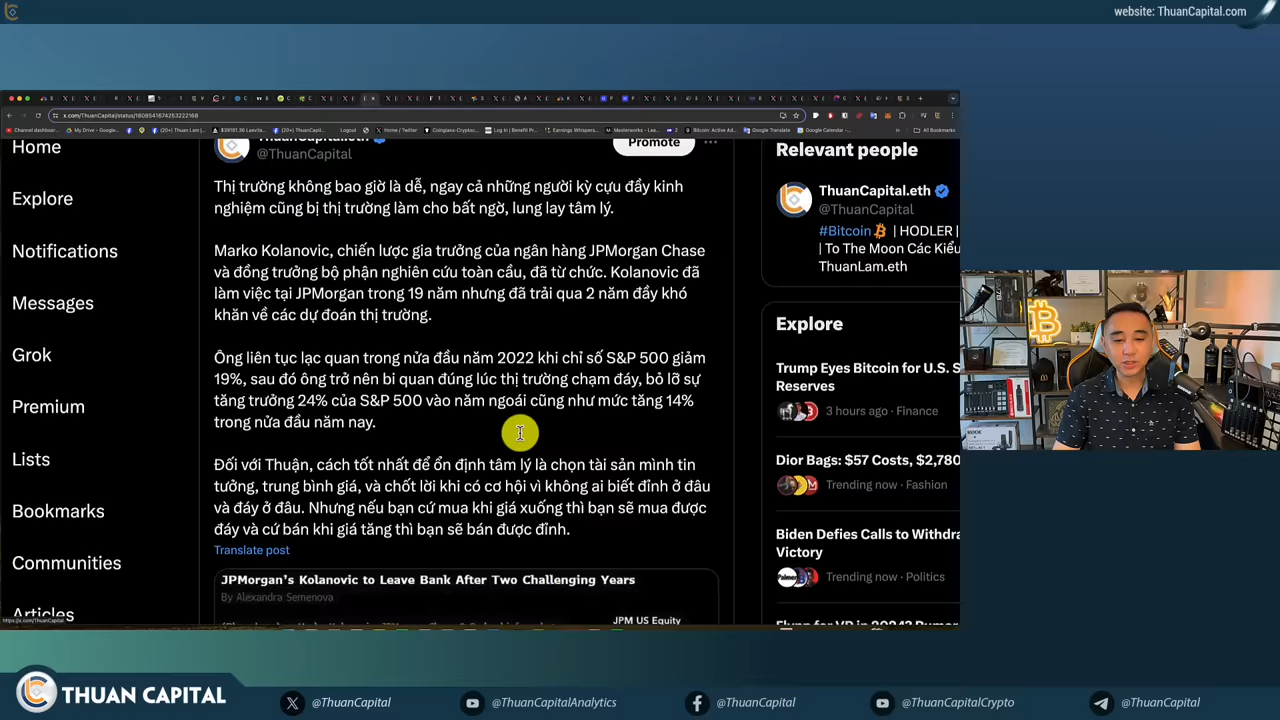 website: ThuanCapital.com
x.com/ThuanCapital/status/1808541674253222168
Home
Explore
Notifications
Messages
Grok
Premium
Lists
Bookmarks
Communities
Articles
@ThuanCapital
Promote
Thị trường không bao giờ là dễ, ngay cả những người kỳ cựu đầy kinh
nghiệm cũng bị thị trường làm cho bất ngờ, lung lay tâm lý.
Marko Kolanovic, chiến lược gia trưởng của ngân hàng JPMorgan Chase
và đồng trưởng bộ phận nghiên cứu toàn cầu, đã từ chức. Kolanovic đã
làm việc tại JPMorgan trong 19 năm nhưng đã trải qua 2 năm đầy khó
khăn về các dự đoán thị trường.
Ông liên tục lạc quan trong nửa đầu năm 2022 khi chỉ số S&P 500 giảm
19%, sau đó ông trở nên bi quan đúng lúc thị trường chạm đáy, bỏ lỡ sự
tăng trưởng 24% của S&P 500 vào năm ngoái cũng như mức tăng 14%
trong nửa đầu năm nay.
Đối với Thuận, cách tốt nhất để ổn định tâm lý là chọn tài sản mình tin
tưởng, trung bình giá, và chốt lời khi có cơ hội vì không ai biết đỉnh ở đâu
và đáy ở đâu. Nhưng nếu bạn cứ mua khi giá xuống thì bạn sẽ mua được
đáy và cứ bán khi giá tăng thì bạn sẽ bán được đỉnh.
Translate post
JPMorgan's Kolanovic to Leave Bank After Two Challenging Years
By Alexandra Semenova
JPM US Equity
Relevant people
ThuanCapital.eth
@ThuanCapital
#Bitcoin | HODLER |
| To The Moon Các Kiểu
ThuanLam.eth
Explore
Trump Eyes Bitcoin for U.S. S
Reserves
3 hours ago · Finance
Dior Bags: $57 Costs, $2,780
Trending now · Fashion
Biden Defies Calls to Withdra
Victory
Trending now · Politics
THUAN CAPITAL
@ThuanCapital
@ThuanCapitalAnalytics
@ThuanCapital
@ThuanCapitalCrypto
@ThuanCapital